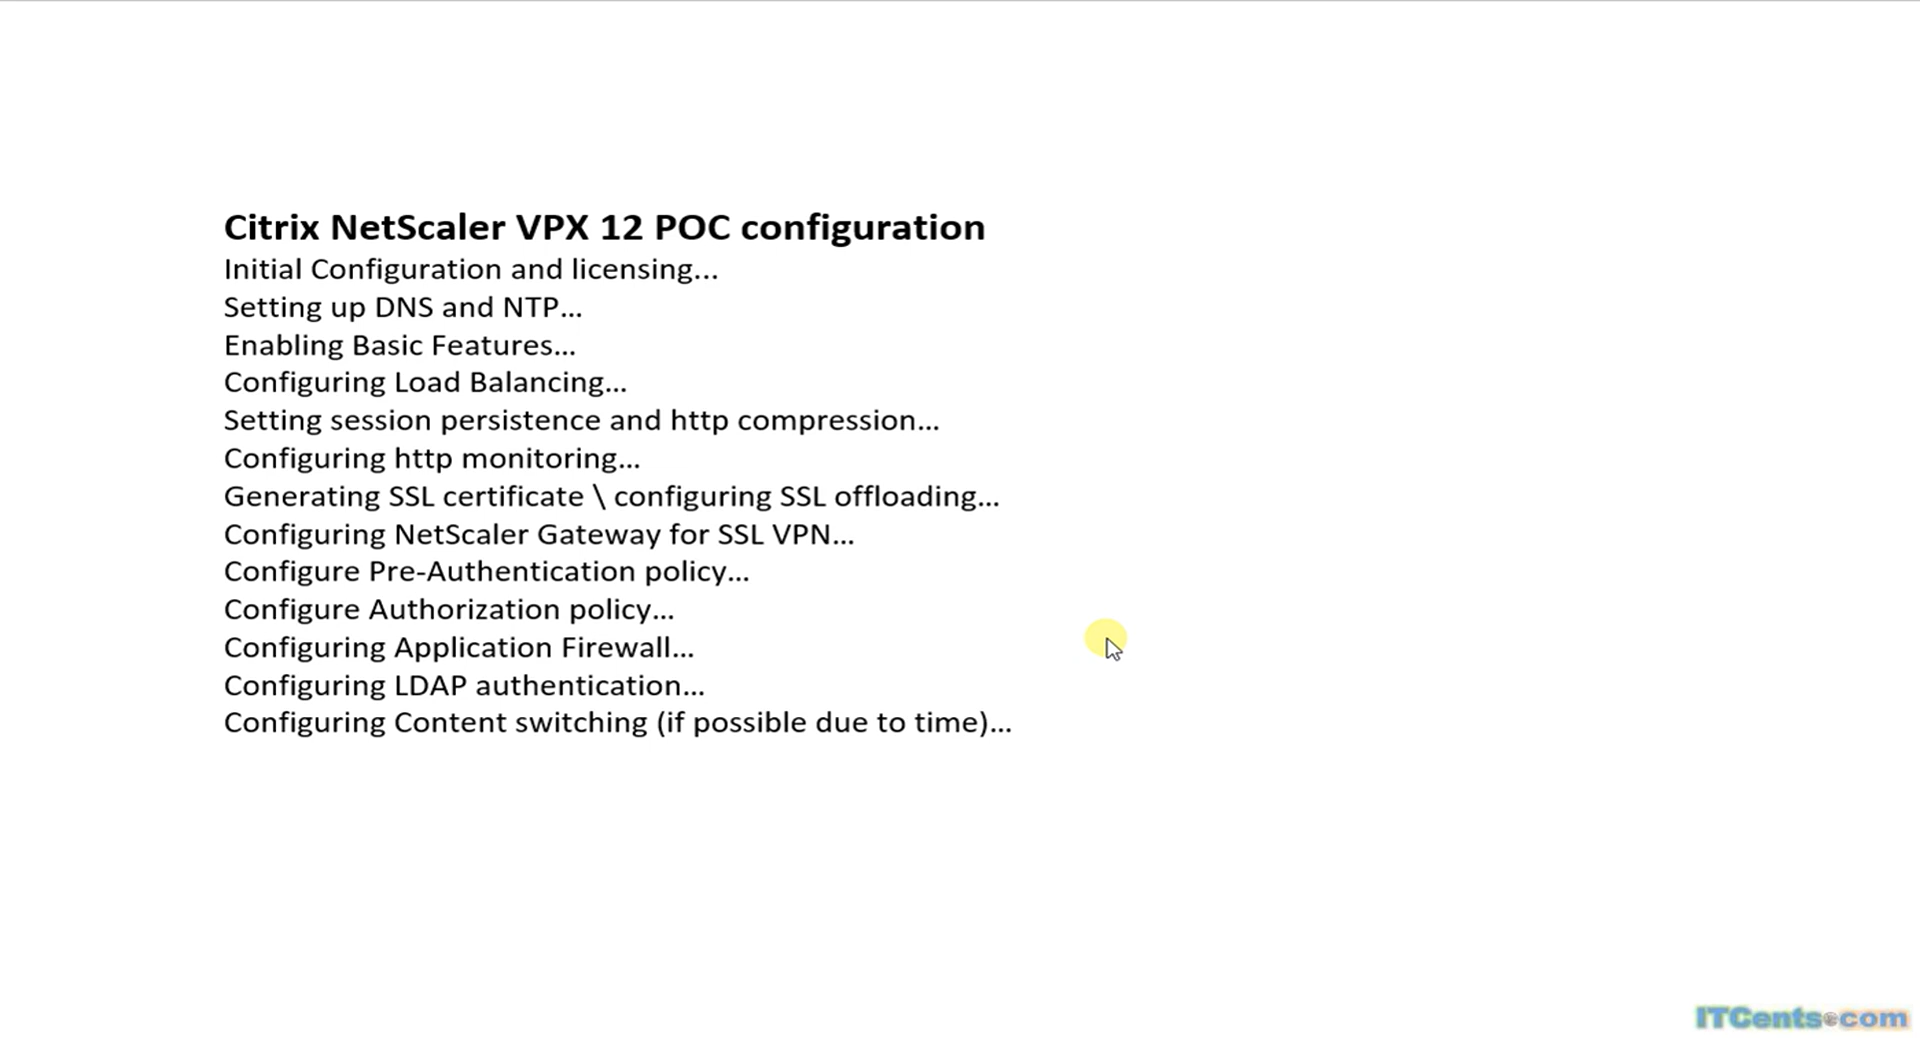 Citrix NetScaler VPX 12 POC configuration
Initial Configuration and licensing...
Setting up DNS and NTP...
Enabling Basic Features...
Configuring Load Balancing...
Setting session persistence and http compression...
Configuring http monitoring...
Generating SSL certificate \ configuring SSL offloading...
Configuring NetScaler Gateway for SSL VPN...
Configure Pre-Authentication policy...
Configure Authorization policy...
Configuring Application Firewall...
Configuring LDAP authentication...
Configuring Content switching (if possible due to time)...
ITCents.com